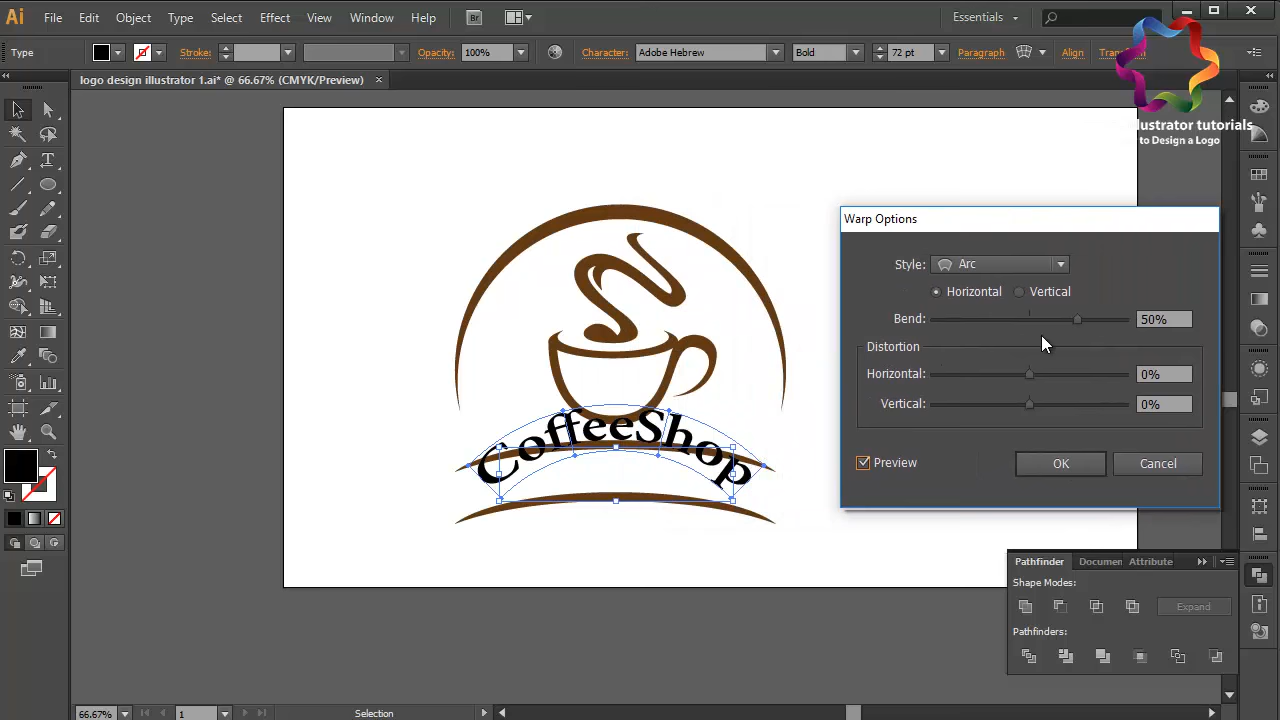 Ai File Edit Object Type Select Effect View Window Help Br Essentials
Type Stroke: Opacity: 100% Character: Adobe Hebrew Bold 72 pt Paragraph Align Transform
logo design illustrator 1.ai* @ 66.67% (CMYK/Preview) ×
llustrator tutorials
to Design a Logo
Warp Options
Style: Arc
Horizontal Vertical
Bend: 50%
Distortion
Horizontal: 0%
Vertical: 0%
Preview OK Cancel
CoffeeShop
Pathfinder Documen Attribute
Shape Modes:
Expand
Pathfinders:
66.67% 1 Selection